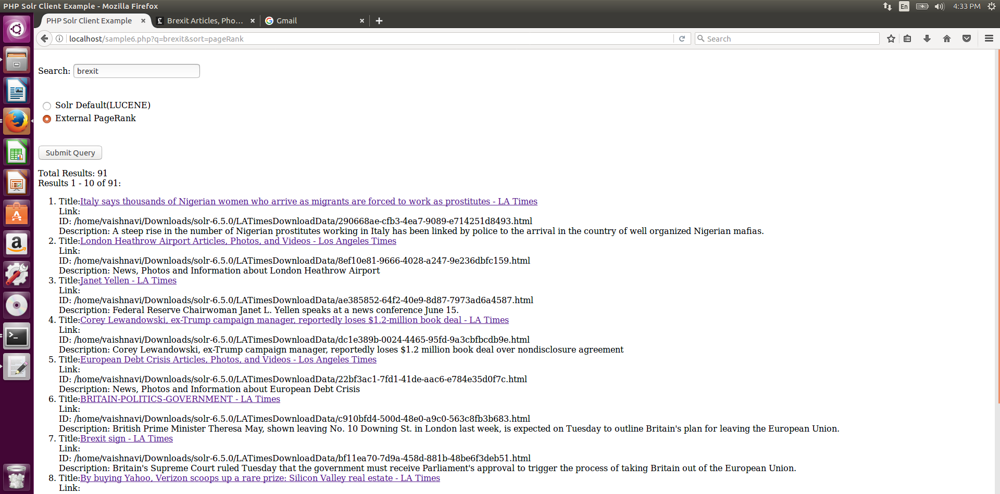 PHP Solr Client Example - Mozilla Firefox
En
4:33 PM
PHP Solr Client Example
Brexit Articles, Pho...
Gmail
localhost/sample6.php?q=brexit&sort=pageRank
Search
Search: brexit
Solr Default(LUCENE)
External PageRank
Submit Query
Total Results: 91
Results 1 - 10 of 91:
1. Title:Italy says thousands of Nigerian women who arrive as migrants are forced to work as prostitutes - LA Times
Link:
ID: /home/vaishnavi/Downloads/solr-6.5.0/LATimesDownloadData/290668ae-cfb3-4ea7-9089-e714251d8493.html
Description: A steep rise in the number of Nigerian prostitutes working in Italy has been linked by police to the arrival in the country of well organized Nigerian mafias.
2. Title:London Heathrow Airport Articles, Photos, and Videos - Los Angeles Times
Link:
ID: /home/vaishnavi/Downloads/solr-6.5.0/LATimesDownloadData/8ef10e81-9666-4028-a247-9e236dbfc159.html
Description: News, Photos and Information about London Heathrow Airport
3. Title:Janet Yellen - LA Times
Link:
ID: /home/vaishnavi/Downloads/solr-6.5.0/LATimesDownloadData/ae385852-64f2-40e9-8d87-7973ad6a4587.html
Description: Federal Reserve Chairwoman Janet L. Yellen speaks at a news conference June 15.
4. Title:Corey Lewandowski, ex-Trump campaign manager, reportedly loses $1.2-million book deal - LA Times
Link:
ID: /home/vaishnavi/Downloads/solr-6.5.0/LATimesDownloadData/dc1e389b-0024-4465-95fd-9a3cbfbcdb9e.html
Description: Corey Lewandowski, ex-Trump campaign manager, reportedly loses $1.2 million book deal over nondisclosure agreement
5. Title:European Debt Crisis Articles, Photos, and Videos - Los Angeles Times
Link:
ID: /home/vaishnavi/Downloads/solr-6.5.0/LATimesDownloadData/22bf3ac1-7fd1-41de-aac6-e784e35d0f7c.html
Description: News, Photos and Information about European Debt Crisis
6. Title:BRITAIN-POLITICS-GOVERNMENT - LA Times
Link:
ID: /home/vaishnavi/Downloads/solr-6.5.0/LATimesDownloadData/c910bfd4-500d-48e0-a9c0-563c8fb3b683.html
Description: British Prime Minister Theresa May, shown leaving No. 10 Downing St. in London last week, is expected on Tuesday to outline Britain's plan for leaving the European Union.
7. Title:Brexit sign - LA Times
Link:
ID: /home/vaishnavi/Downloads/solr-6.5.0/LATimesDownloadData/bf11ea70-7d9a-458d-881b-48be6f3deb51.html
Description: Britain's Supreme Court ruled Tuesday that the government must receive Parliament's approval to trigger the process of taking Britain out of the European Union.
8. Title:By buying Yahoo, Verizon scoops up a rare prize: Silicon Valley real estate - LA Times
Link: